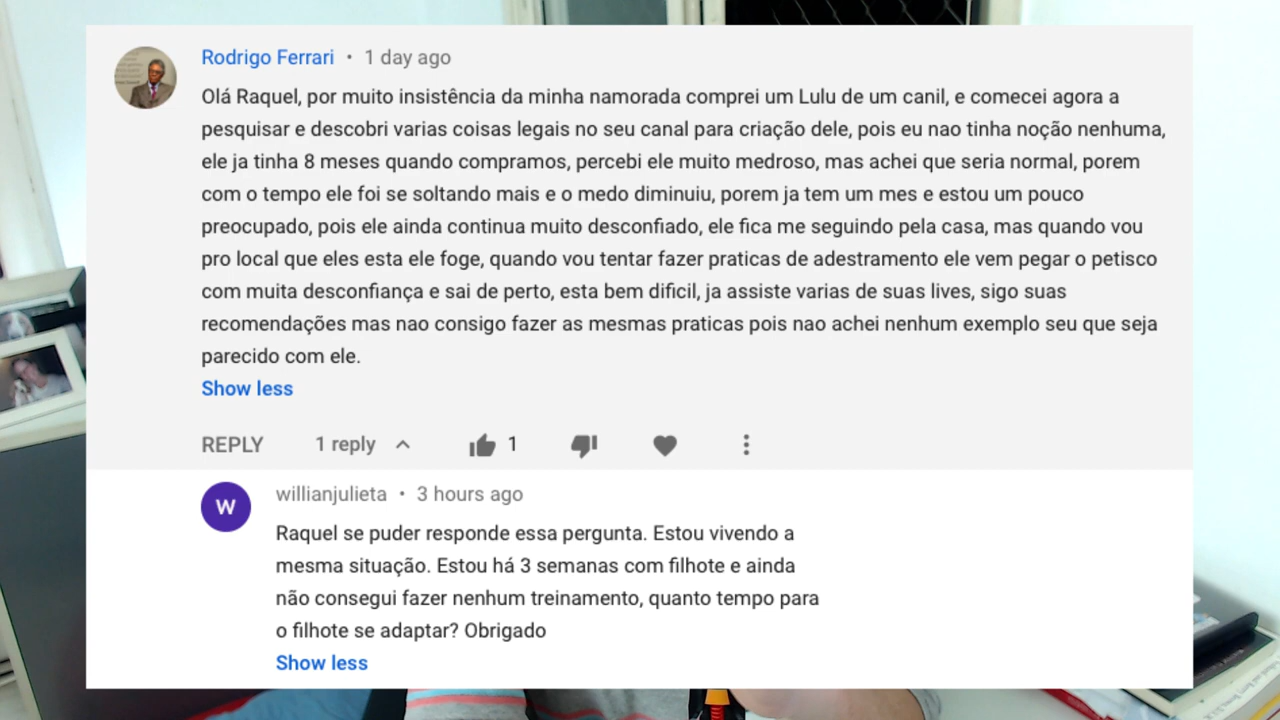 Rodrigo Ferrari • 1 day ago
Olá Raquel, por muito insistência da minha namorada comprei um Lulu de um canil, e comecei agora a
pesquisar e descobri varias coisas legais no seu canal para criação dele, pois eu nao tinha noção nenhuma,
ele ja tinha 8 meses quando compramos, percebi ele muito medroso, mas achei que seria normal, porem
com o tempo ele foi se soltando mais e o medo diminuiu, porem ja tem um mes e estou um pouco
preocupado, pois ele ainda continua muito desconfiado, ele fica me seguindo pela casa, mas quando vou
pro local que eles esta ele foge, quando vou tentar fazer praticas de adestramento ele vem pegar o petisco
com muita desconfiança e sai de perto, esta bem dificil, ja assiste varias de suas lives, sigo suas
recomendações mas nao consigo fazer as mesmas praticas pois nao achei nenhum exemplo seu que seja
parecido com ele.
Show less
REPLY 1 reply 1
W
willianjulieta • 3 hours ago
Raquel se puder responde essa pergunta. Estou vivendo a
mesma situação. Estou há 3 semanas com filhote e ainda
não consegui fazer nenhum treinamento, quanto tempo para
o filhote se adaptar? Obrigado
Show less